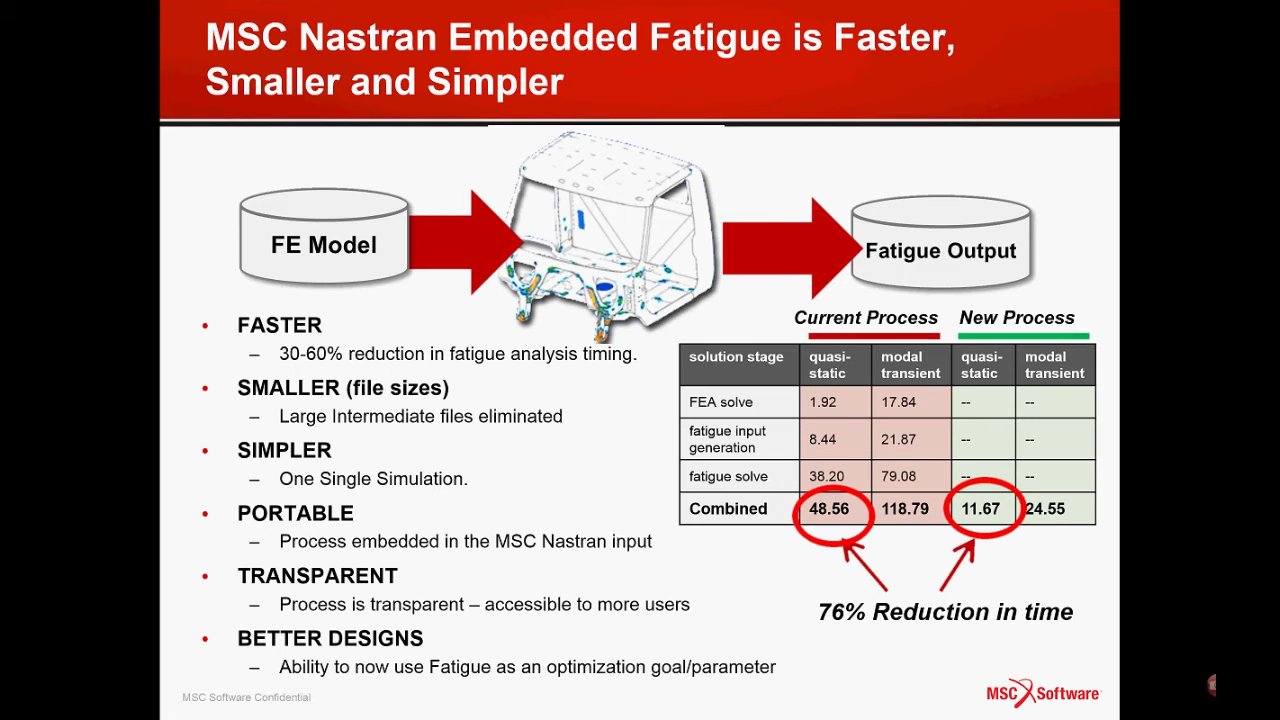 MSC Nastran Embedded Fatigue is Faster,
Smaller and Simpler
FE Model
Fatigue Output
• FASTER
– 30-60% reduction in fatigue analysis timing.
• SMALLER (file sizes)
– Large Intermediate files eliminated
• SIMPLER
– One Single Simulation.
• PORTABLE
– Process embedded in the MSC Nastran input
• TRANSPARENT
– Process is transparent – accessible to more users
• BETTER DESIGNS
– Ability to now use Fatigue as an optimization goal/parameter
Current Process New Process
solution stage quasi- modal quasi- modal
static transient static transient
FEA solve 1.92 17.84 -- --
fatigue input
generation 8.44 21.87 -- --
fatigue solve 38.20 79.08 -- --
Combined 48.56 118.79 11.67 24.55
76% Reduction in time
MSC Software Confidential
MSC Software